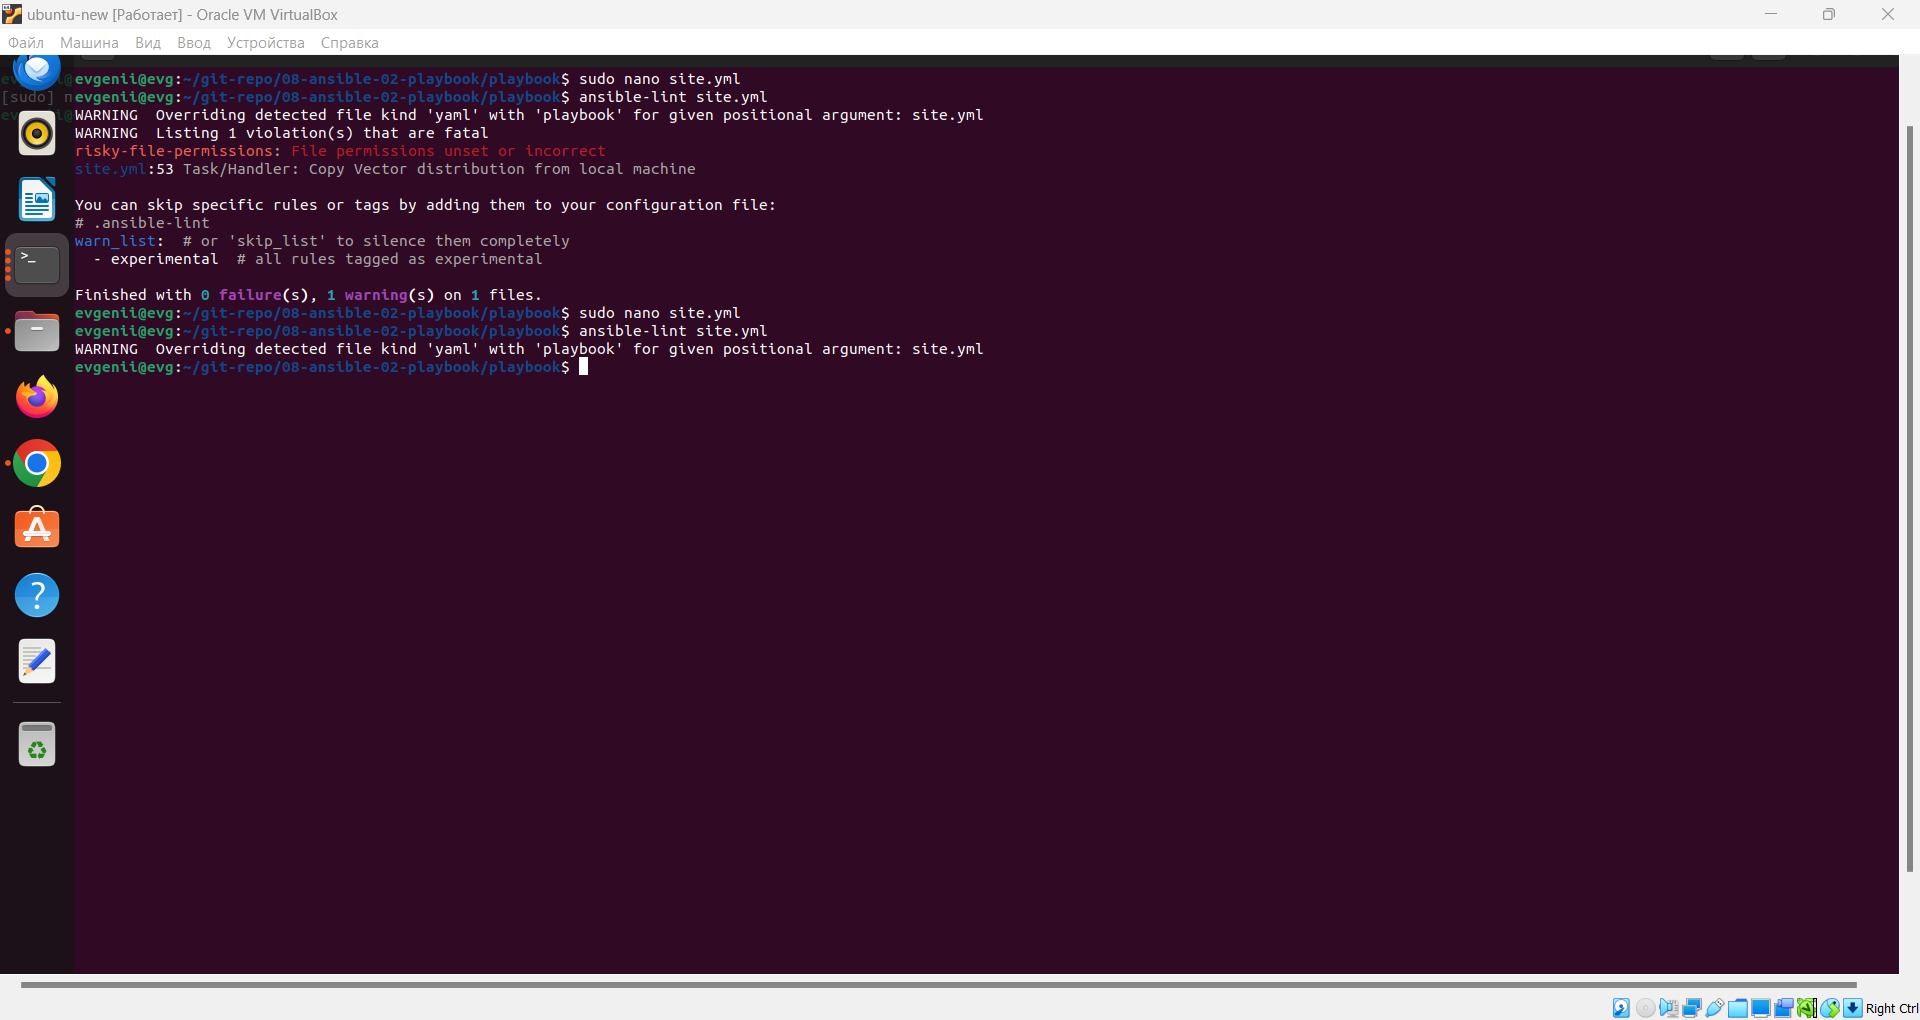 ubuntu-new [Работает] - Oracle VM VirtualBox
Файл Машина Вид Ввод Устройства Справка
evgenii@evg:~/git-repo/08-ansible-02-playbook/playbook$ sudo nano site.yml
[sudo] evgenii@evg:~/git-repo/08-ansible-02-playbook/playbook$ ansible-lint site.yml
WARNING  Overriding detected file kind 'yaml' with 'playbook' for given positional argument: site.yml
WARNING  Listing 1 violation(s) that are fatal
risky-file-permissions: File permissions unset or incorrect
site.yml:53 Task/Handler: Copy Vector distribution from local machine
You can skip specific rules or tags by adding them to your configuration file:
# .ansible-lint
warn_list:  # or 'skip_list' to silence them completely
  - experimental  # all rules tagged as experimental
Finished with 0 failure(s), 1 warning(s) on 1 files.
evgenii@evg:~/git-repo/08-ansible-02-playbook/playbook$ sudo nano site.yml
evgenii@evg:~/git-repo/08-ansible-02-playbook/playbook$ ansible-lint site.yml
WARNING  Overriding detected file kind 'yaml' with 'playbook' for given positional argument: site.yml
evgenii@evg:~/git-repo/08-ansible-02-playbook/playbook$
Right Ctrl